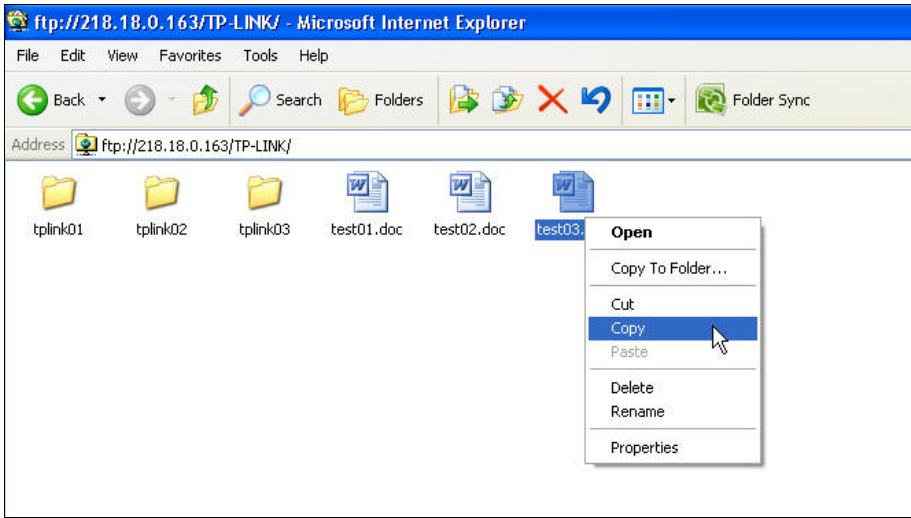 ftp://218.18.0.163/TP-LINK/ - Microsoft Internet Explorer
File Edit View Favorites Tools Help
Back Search Folders Folder Sync
Address ftp://218.18.0.163/TP-LINK/
tplink01 tplink02 tplink03 test01.doc test02.doc test03.
Open
Copy To Folder...
Cut
Copy
Paste
Delete
Rename
Properties